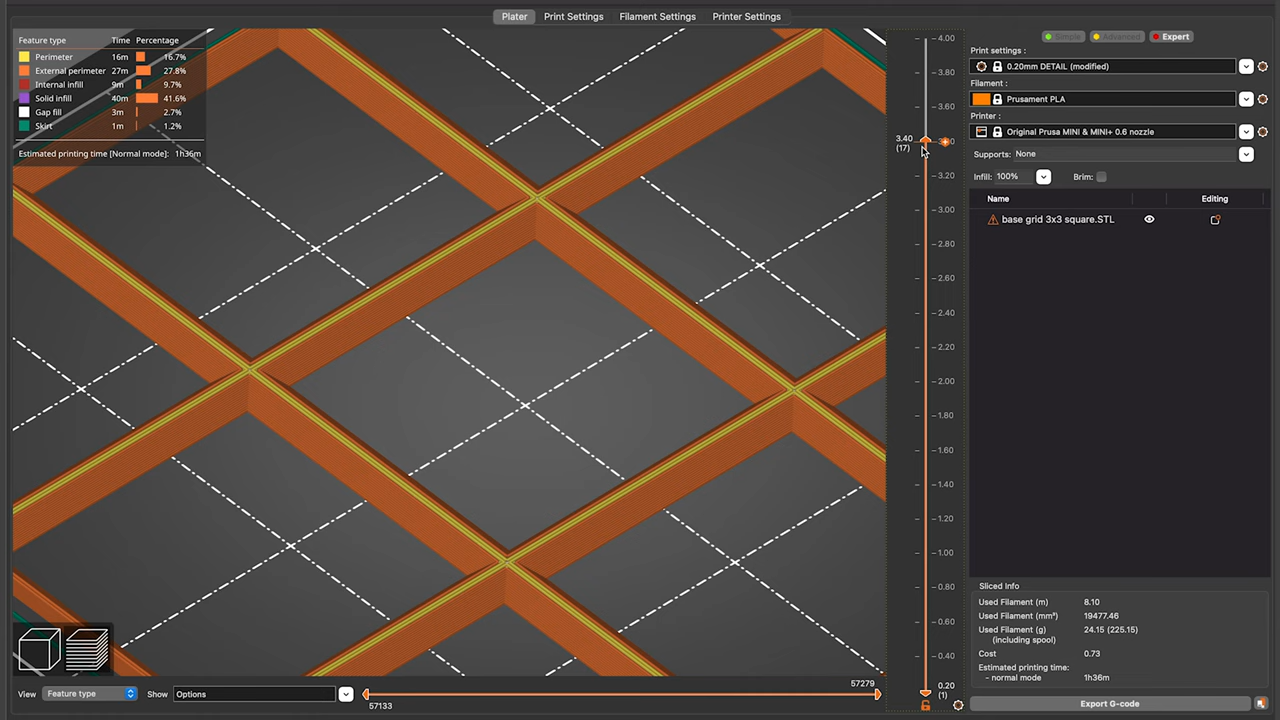 Plater Print Settings Filament Settings Printer Settings
Feature type Time Percentage
Perimeter 16m 16.7%
External perimeter 27m 27.8%
Internal infill 9m 9.7%
Solid infill 40m 41.6%
Gap fill 3m 2.7%
Skirt 1m 1.2%
Estimated printing time [Normal mode]: 1h36m
4.00
3.80
3.60
3.40
(17)
3.20
3.00
2.80
2.60
2.40
2.20
2.00
1.80
1.60
1.40
1.20
1.00
0.80
0.60
0.40
0.20
(1)
Simple Advanced Expert
Print settings :
0.20mm DETAIL (modified)
Filament :
Prusament PLA
Printer :
Original Prusa MINI & MINI+ 0.6 nozzle
Supports: None
Infill: 100% Brim:
Name Editing
base grid 3x3 square.STL
Sliced Info
Used Filament (m) 8.10
Used Filament (mm³) 19477.46
Used Filament (g) 24.15 (225.15)
(including spool)
Cost 0.73
Estimated printing time:
- normal mode 1h36m
Export G-code
View Feature type Show Options
57279
57133